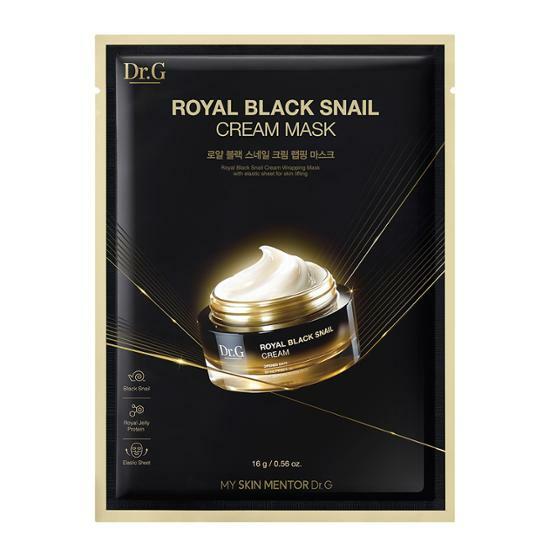 Dr.G
ROYAL BLACK SNAIL
CREAM MASK
로얄 블랙 스네일 크림 랩핑 마스크
Royal Black Snail Cream Wrapping Mask
with elastic sheet for skin lifting
Dr.G
ROYAL BLACK SNAIL
CREAM
Black Snail
Royal Jelly
Protein
Elastic Sheet
16 g / 0.56 oz.
MY SKIN MENTOR Dr.G